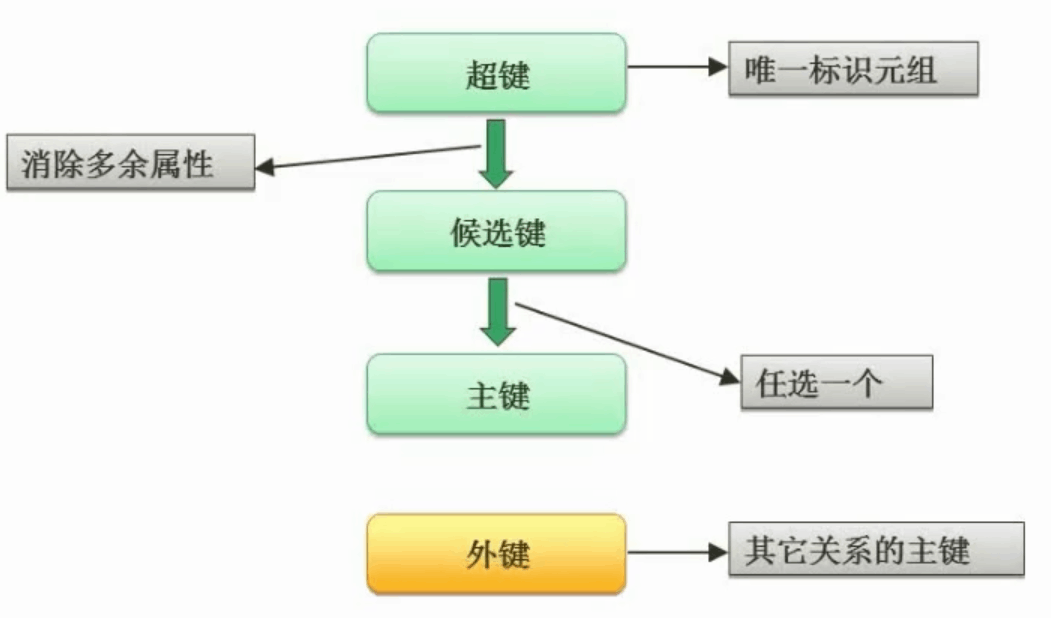 超键
唯一标识元组
消除多余属性
候选键
任选一个
主键
外键
其它关系的主键